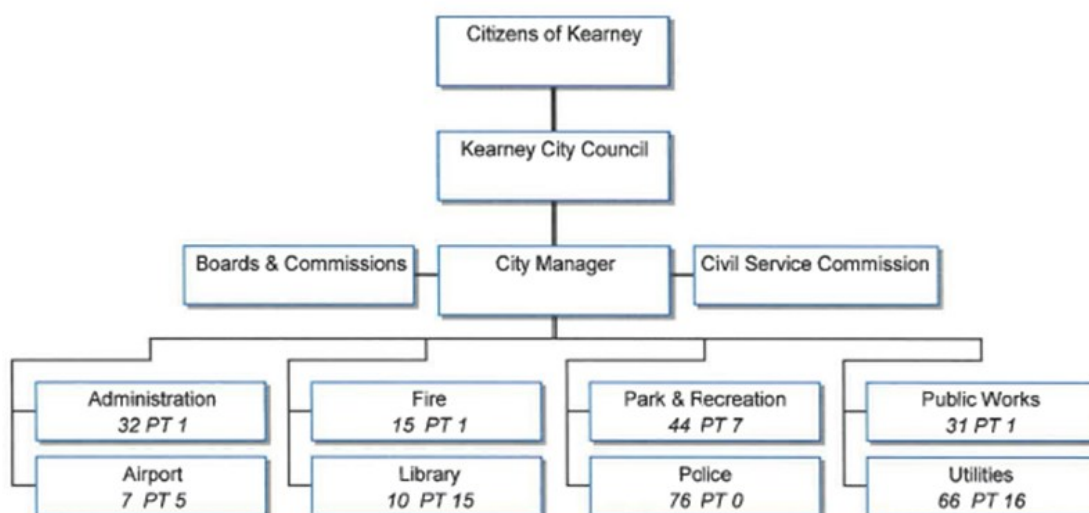 Citizens of Kearney
Kearney City Council
Boards & Commissions
City Manager
Civil Service Commission
Administration
32 PT 1
Fire
15 PT 1
Park & Recreation
44 PT 7
Public Works
31 PT 1
Airport
7 PT 5
Library
10 PT 15
Police
76 PT 0
Utilities
66 PT 16